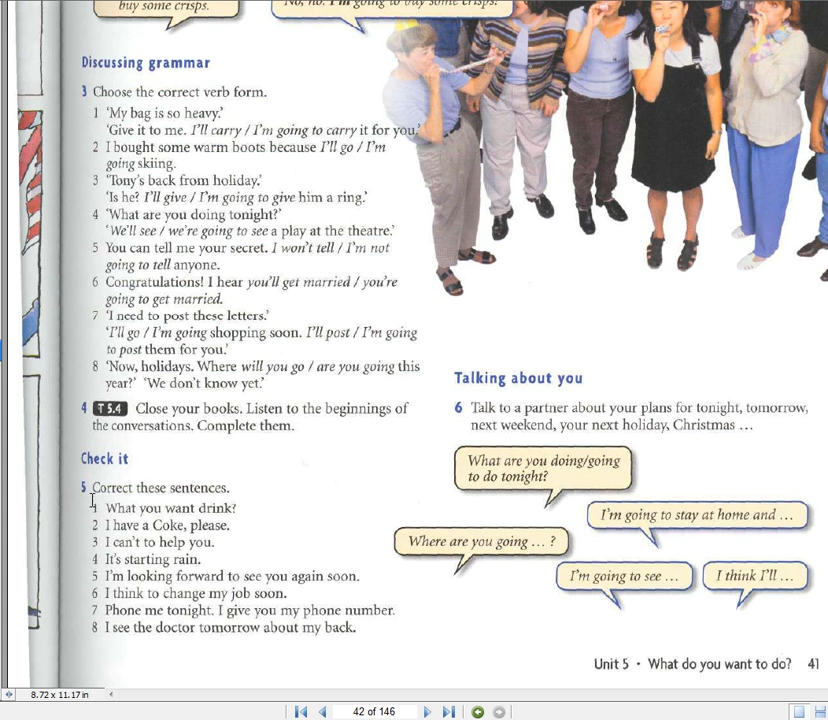 buy some crisps.
No, no. I'm going to buy some crisps.
Discussing grammar
3 Choose the correct verb form.
1 'My bag is so heavy.'
'Give it to me. I'll carry / I'm going to carry it for you.'
2 I bought some warm boots because I'll go / I'm
going skiing.
3 'Tony's back from holiday.'
'Is he? I'll give / I'm going to give him a ring.'
4 'What are you doing tonight?'
'We'll see / we're going to see a play at the theatre.'
5 You can tell me your secret. I won't tell / I'm not
going to tell anyone.
6 Congratulations! I hear you'll get married / you're
going to get married.
7 'I need to post these letters.'
'I'll go / I'm going shopping soon. I'll post / I'm going
to post them for you.'
8 'Now, holidays. Where will you go / are you going this
year?' 'We don't know yet.'
4 T 5.4 Close your books. Listen to the beginnings of
the conversations. Complete them.
Check it
5 Correct these sentences.
1 What you want drink?
2 I have a Coke, please.
3 I can't to help you.
4 It's starting rain.
5 I'm looking forward to see you again soon.
6 I think to change my job soon.
7 Phone me tonight. I give you my phone number.
8 I see the doctor tomorrow about my back.
Talking about you
6 Talk to a partner about your plans for tonight, tomorrow,
next weekend, your next holiday, Christmas ...
What are you doing/going
to do tonight?
I'm going to stay at home and ...
Where are you going ... ?
I'm going to see ...
I think I'll ...
Unit 5 · What do you want to do? 41
8.72 x 11.17 in
42 of 146